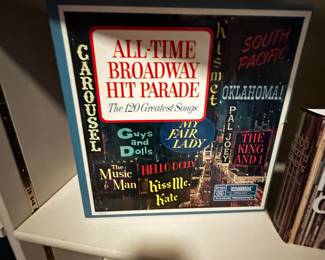 ALL-TIME
BROADWAY
HIT PARADE
The 120 Greatest Songs
CAROUSEL
Kismet
SOUTH
PACIFIC
OKLAHOMA!
PAL JOEY
MY
FAIR
LADY
Guys
and
Dolls
THE
KING
AND I
The
Music
Man
HELLO DOLLY
Kiss Me,
Kate